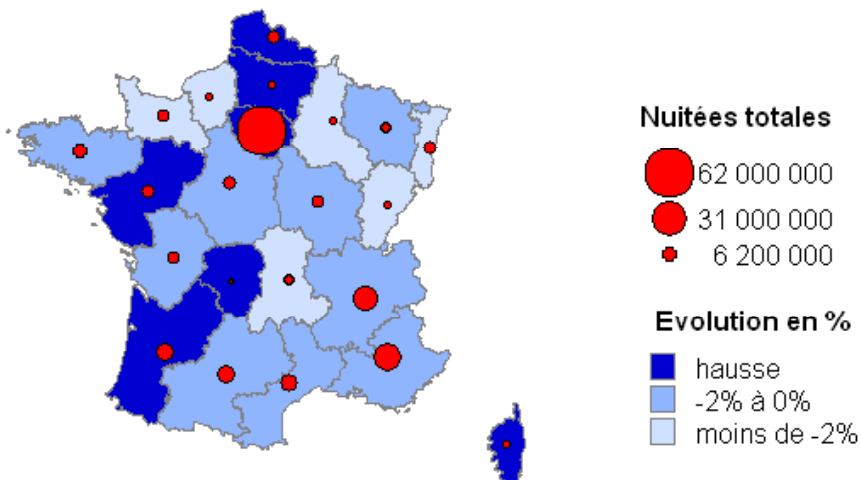 Nuitées totales
62 000 000
31 000 000
6 200 000
Evolution en %
hausse
-2% à 0%
moins de -2%